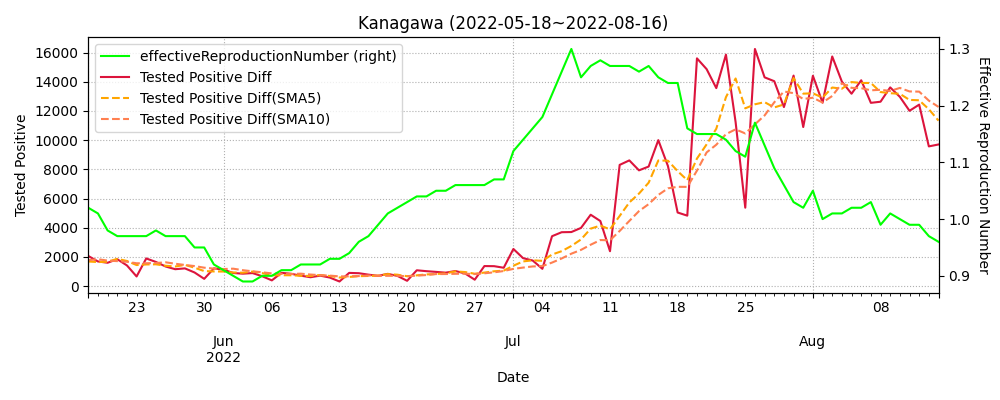 Kanagawa (2022-05-18~2022-08-16)
effectiveReproductionNumber (right)
Tested Positive Diff
Tested Positive Diff(SMA5)
Tested Positive Diff(SMA10)
Tested Positive
16000
14000
12000
10000
8000
6000
4000
2000
0
1.3
1.2
1.1
1.0
0.9
Effective Reproduction Number
23 30 06 13 20 27 04 11 18 25 08
Jun Jul Aug
2022
Date